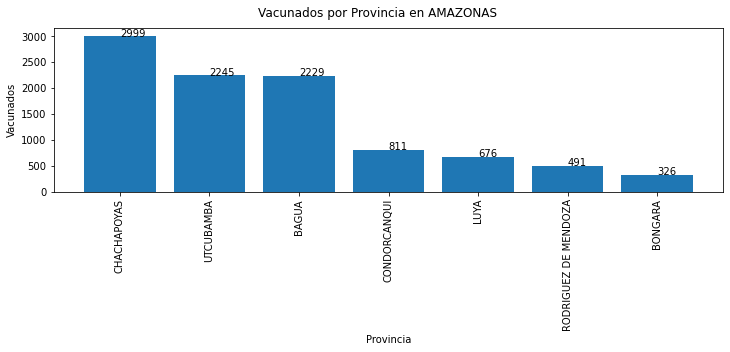 Vacunados por Provincia en AMAZONAS
Vacunados
3000
2500
2000
1500
1000
500
0
2999
2245
2229
811
676
491
326
CHACHAPOYAS
UTCUBAMBA
BAGUA
CONDORCANQUI
LUYA
RODRIGUEZ DE MENDOZA
BONGARA
Provincia